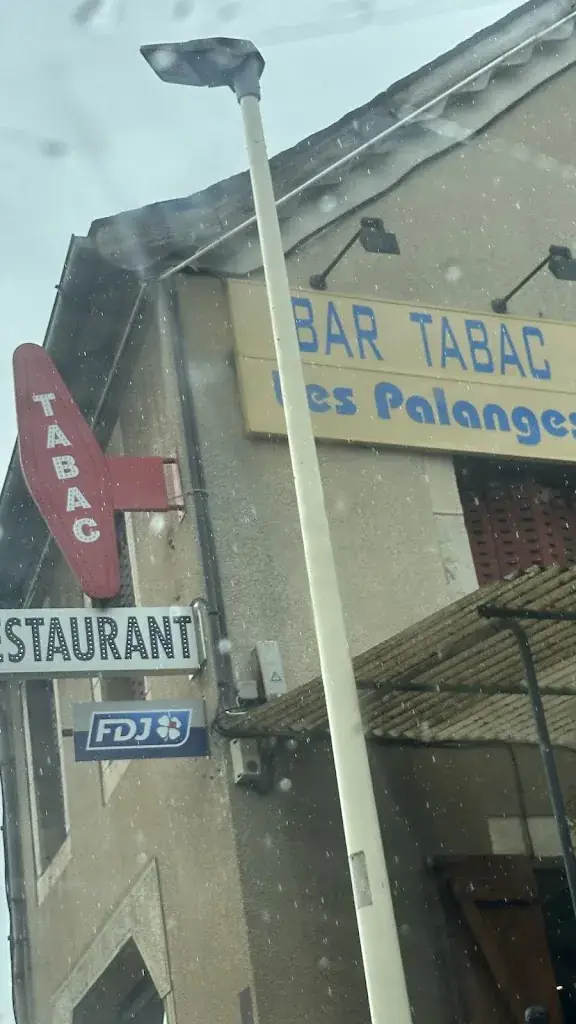 BAR TABAC
Les Palanges
TABAC
ESTAURANT
FDJ